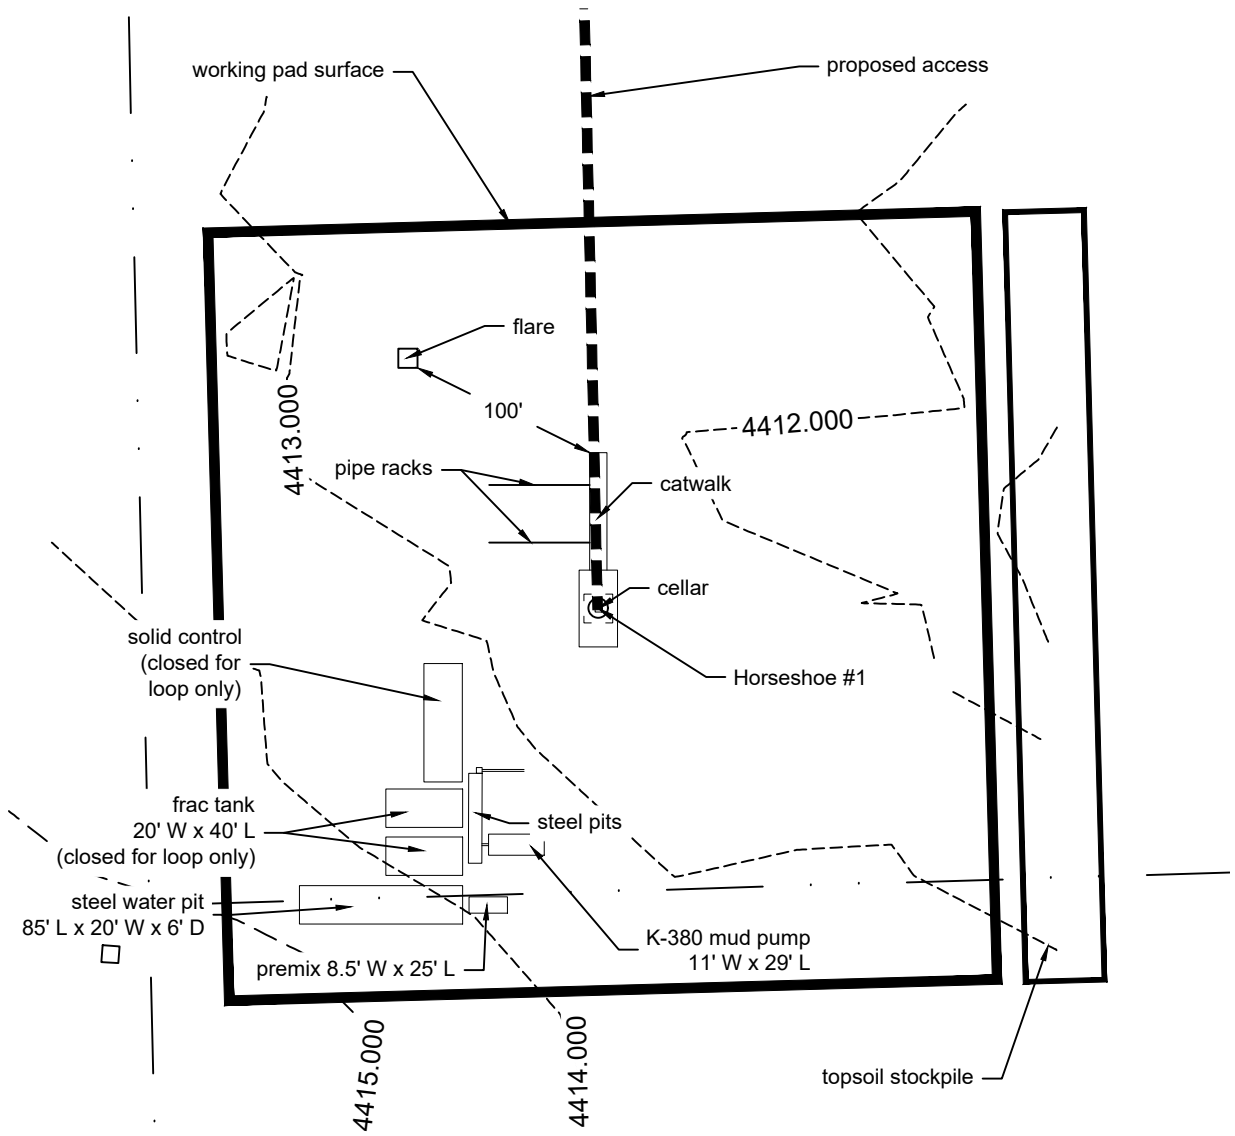 proposed access
working pad surface
flare
100'
4413.000
4412.000
pipe racks
catwalk
cellar
solid control
(closed for
loop only)
Horseshoe #1
frac tank
20' W x 40' L
(closed for loop only)
steel pits
steel water pit
85' L x 20' W x 6' D
K-380 mud pump
11' W x 29' L
premix 8.5' W x 25' L
4415.000
4414.000
topsoil stockpile